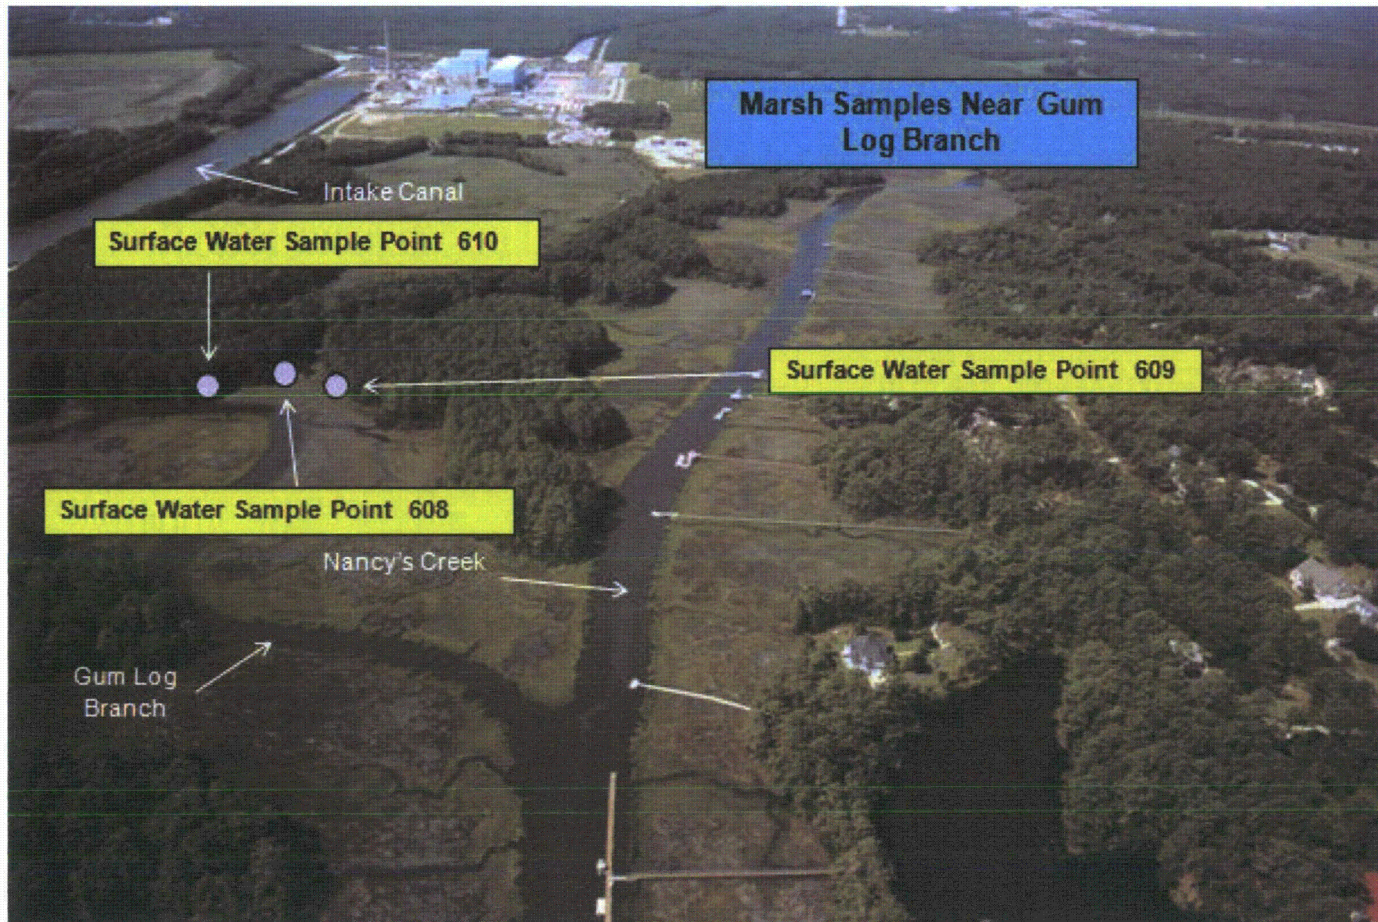 Marsh Samples Near Gum
Log Branch
Intake Canal
Surface Water Sample Point 610
Surface Water Sample Point 609
Surface Water Sample Point 608
Nancy's Creek
Gum Log
Branch